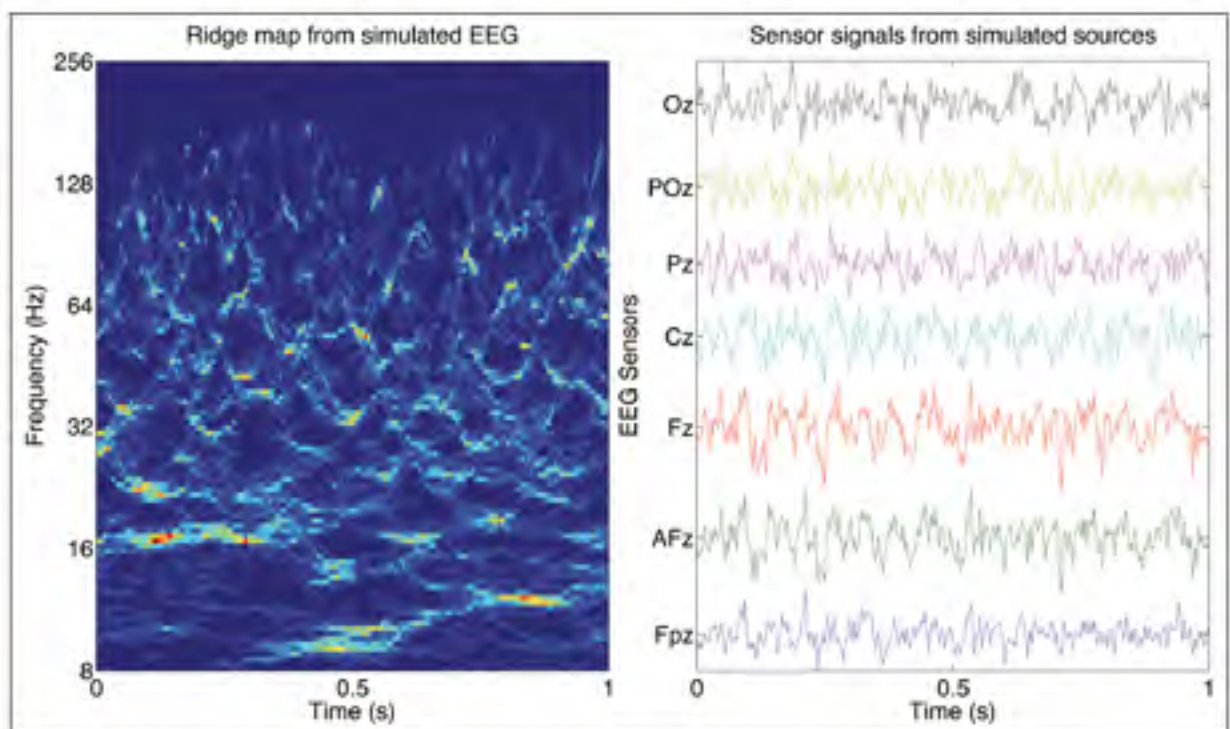 Ridge map from simulated EEG
256
128
64
32
16
8
Frequency (Hz)
0
0.5
1
Time (s)
Sensor signals from simulated sources
Oz
POz
Pz
Cz
Fz
AFz
Fpz
EEG Sensors
0
0.5
1
Time (s)